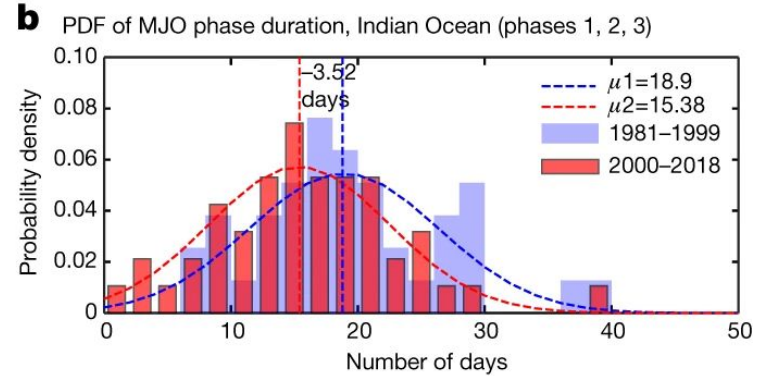 b PDF of MJO phase duration, Indian Ocean (phases 1, 2, 3)
0.10
0.08
0.06
0.04
0.02
0
Probability density
–3.52
days
μ1=18.9
μ2=15.38
1981–1999
2000–2018
0 10 20 30 40 50
Number of days